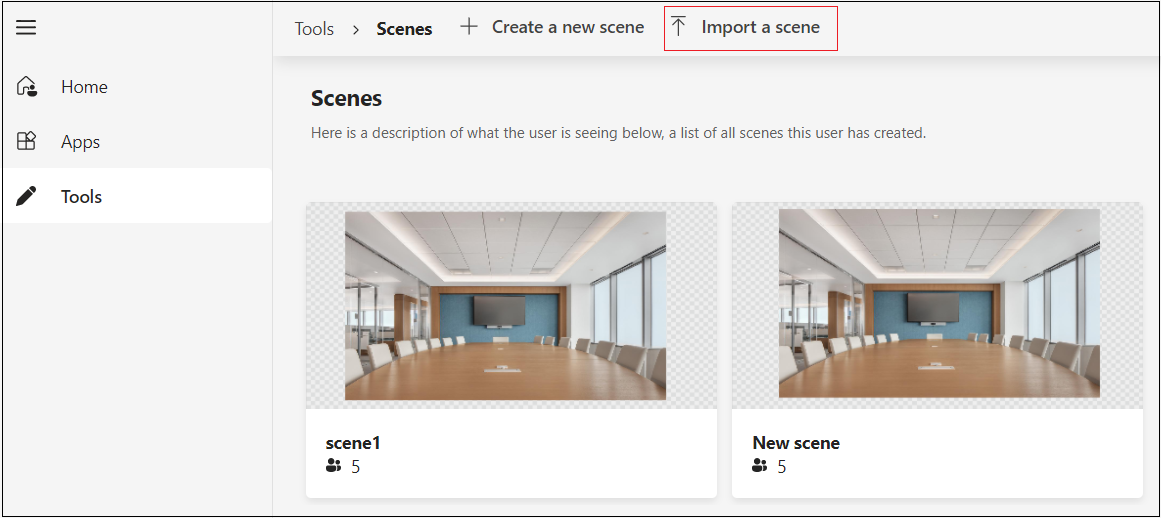 Tools > Scenes Create a new scene Import a scene
Home
Apps
Tools
Scenes
Here is a description of what the user is seeing below, a list of all scenes this user has created.
scene1
5
New scene
5